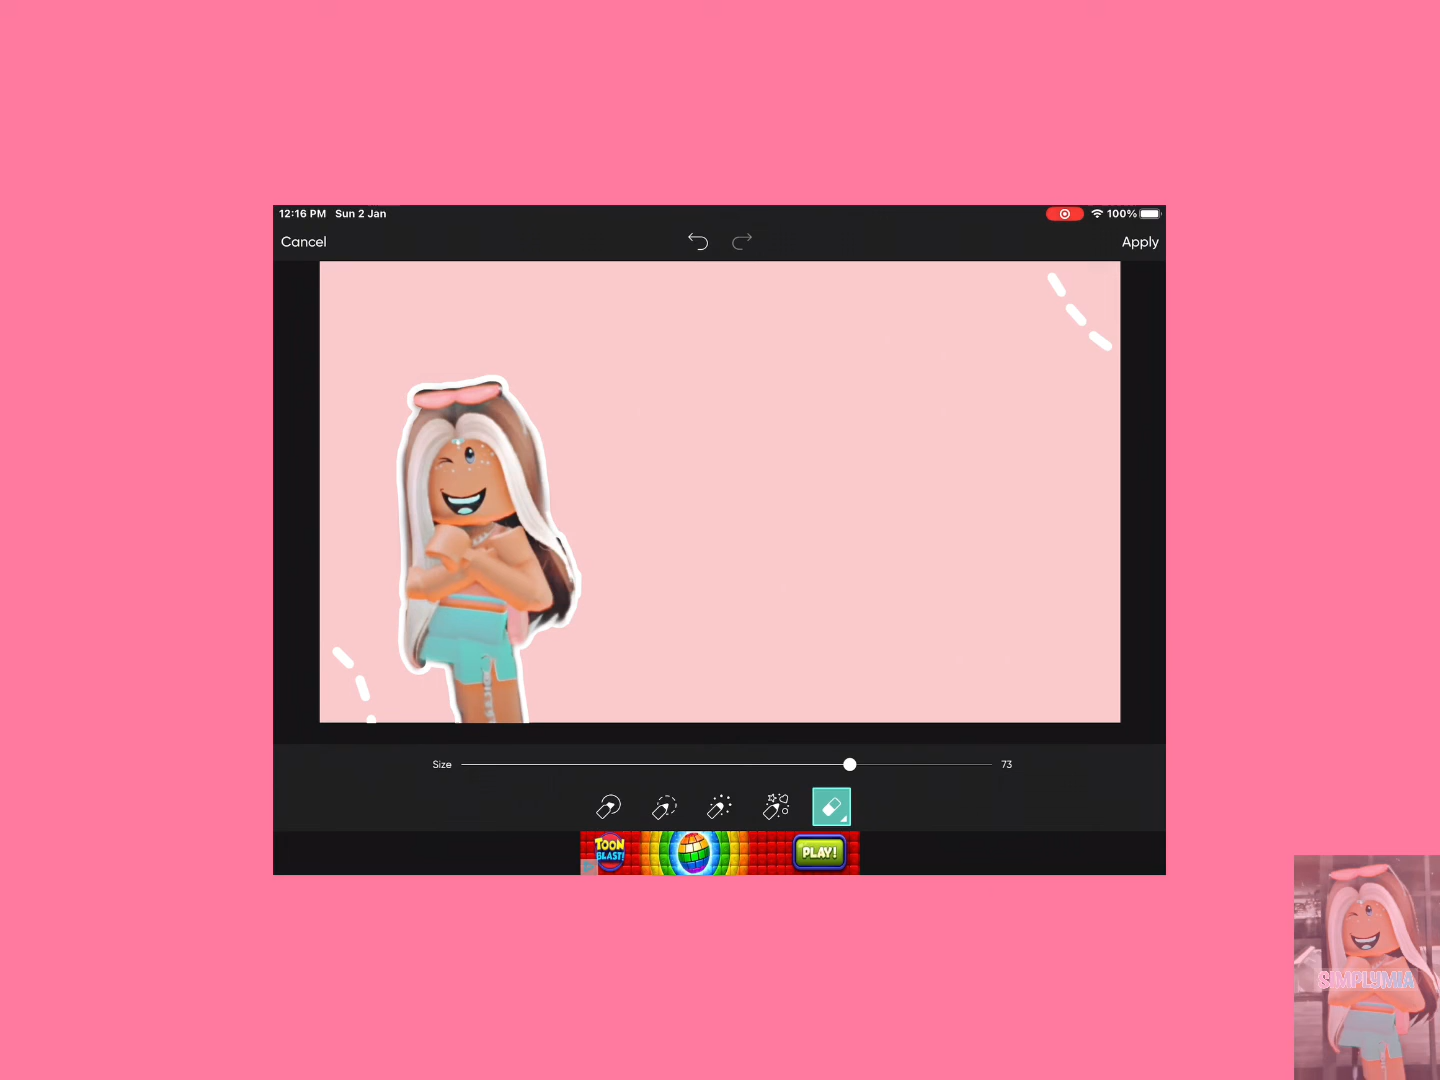 12:16 PM Sun 2 Jan
100%
Cancel
Apply
Size
73
TOON
BLAST!
PLAY!
SIMPLYMIA